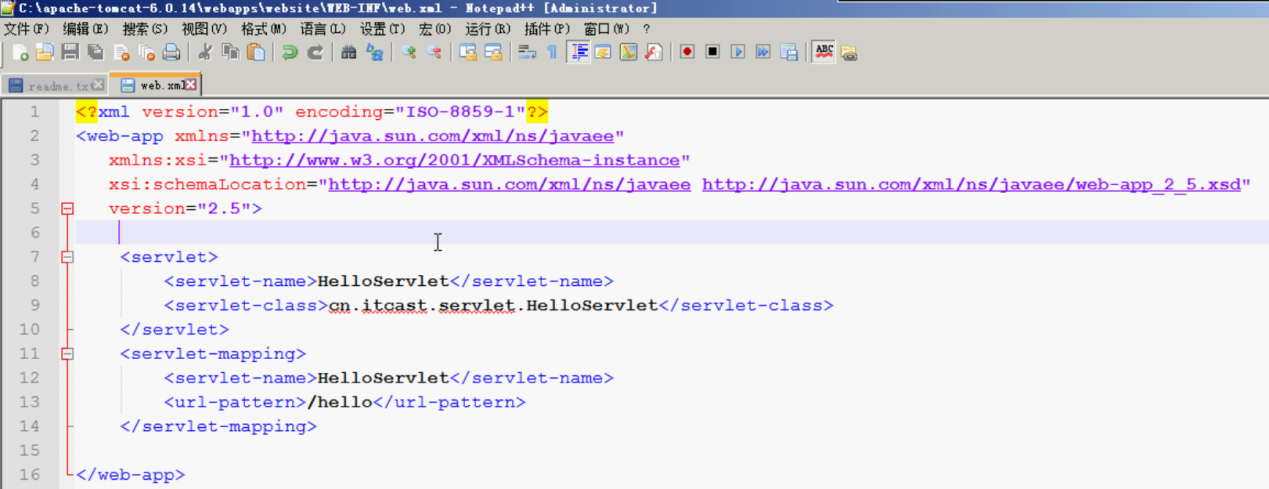 C:\apache-tomcat-6.0.14\webapps\website\WEB-INF\web.xml - Notepad++ [Administrator]
文件(F) 编辑(E) 搜索(S) 视图(V) 格式(M) 语言(L) 设置(T) 宏(O) 运行(R) 插件(P) 窗口(W) ?
ABC
readme.txt web.xml
1 <?xml version="1.0" encoding="ISO-8859-1"?>
2 <web-app xmlns="http://java.sun.com/xml/ns/javaee"
3 xmlns:xsi="http://www.w3.org/2001/XMLSchema-instance"
4 xsi:schemaLocation="http://java.sun.com/xml/ns/javaee http://java.sun.com/xml/ns/javaee/web-app_2_5.xsd"
5 version="2.5">
6
7 <servlet>
8 <servlet-name>HelloServlet</servlet-name>
9 <servlet-class>cn.itcast.servlet.HelloServlet</servlet-class>
10 </servlet>
11 <servlet-mapping>
12 <servlet-name>HelloServlet</servlet-name>
13 <url-pattern>/hello</url-pattern>
14 </servlet-mapping>
15
16 </web-app>